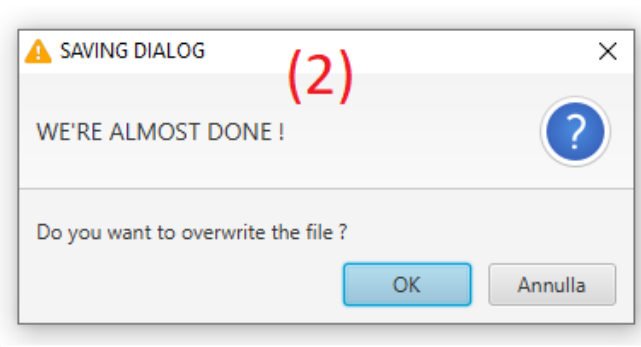 SAVING DIALOG
(2)
WE'RE ALMOST DONE !
?
Do you want to overwrite the file ?
OK
Annulla